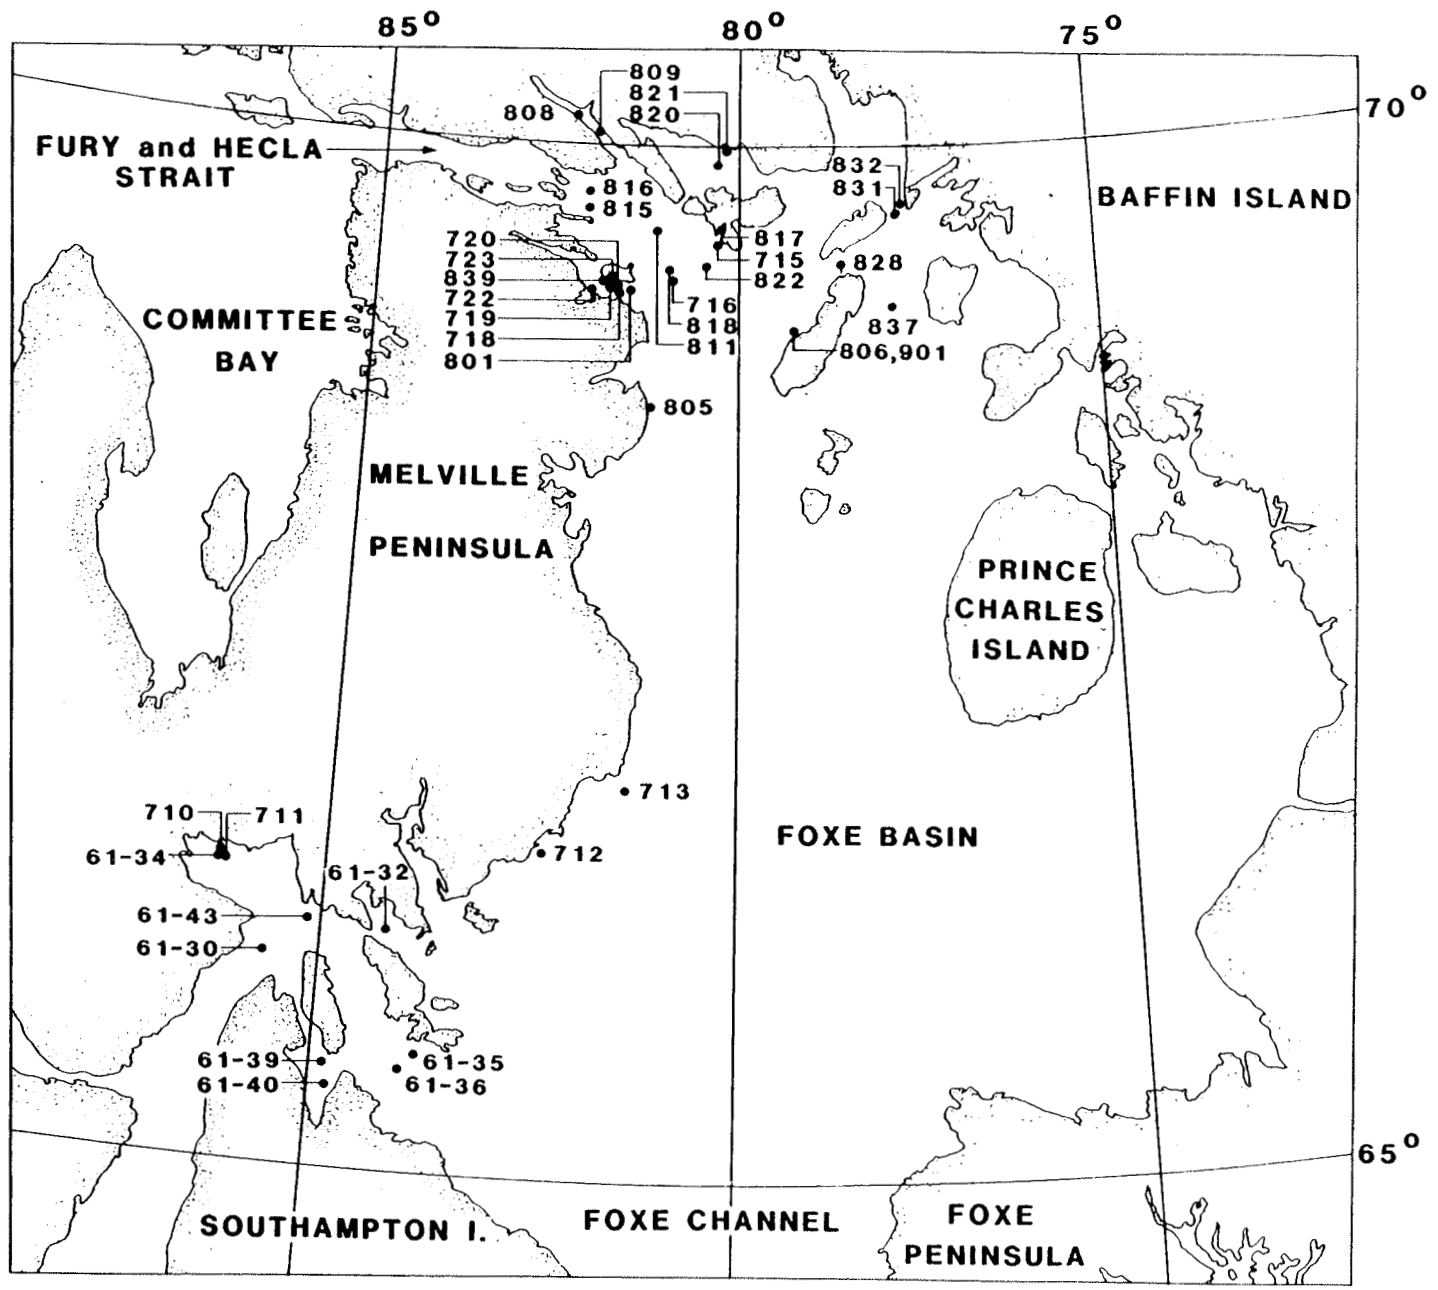 85°
80°
75°
70°
809
821
808
820
FURY and HECLA
STRAIT
832
831
816
815
BAFFIN ISLAND
720
817
723
715
828
839
822
722
716
719
818
837
718
811
801
806,901
COMMITTEE
BAY
805
MELVILLE
PENINSULA
PRINCE
CHARLES
ISLAND
713
710
711
FOXE BASIN
61-34
712
61-32
61-43
61-30
61-39
61-35
61-40
61-36
65°
SOUTHAMPTON I.
FOXE CHANNEL
FOXE
PENINSULA